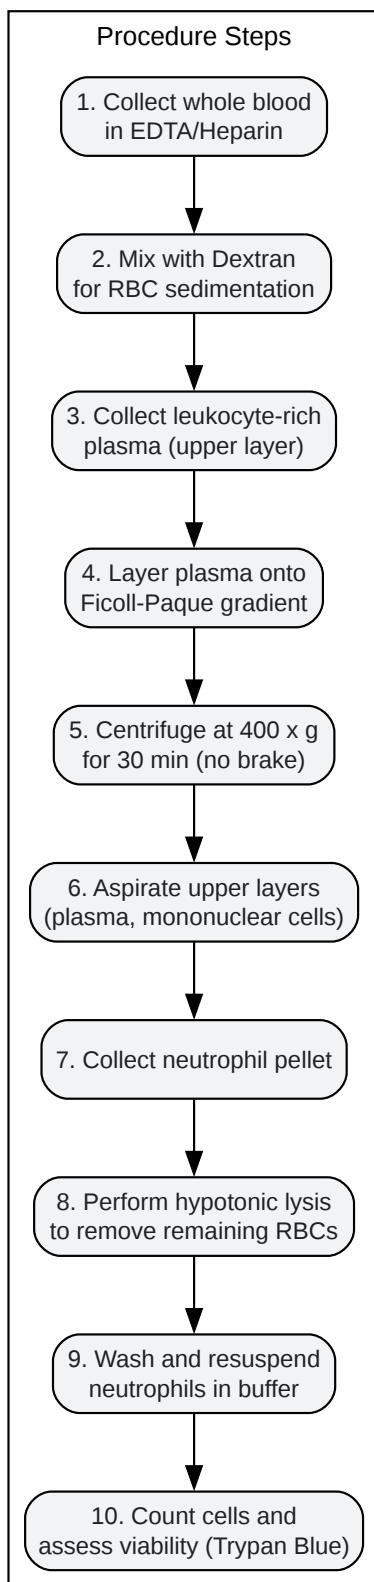 Procedure Steps
1. Collect whole blood
in EDTA/Heparin
2. Mix with Dextran
for RBC sedimentation
3. Collect leukocyte-rich
plasma (upper layer)
4. Layer plasma onto
Ficoll-Paque gradient
5. Centrifuge at 400 x g
for 30 min (no brake)
6. Aspirate upper layers
(plasma, mononuclear cells)
7. Collect neutrophil pellet
8. Perform hypotonic lysis
to remove remaining RBCs
9. Wash and resuspend
neutrophils in buffer
10. Count cells and
assess viability (Trypan Blue)